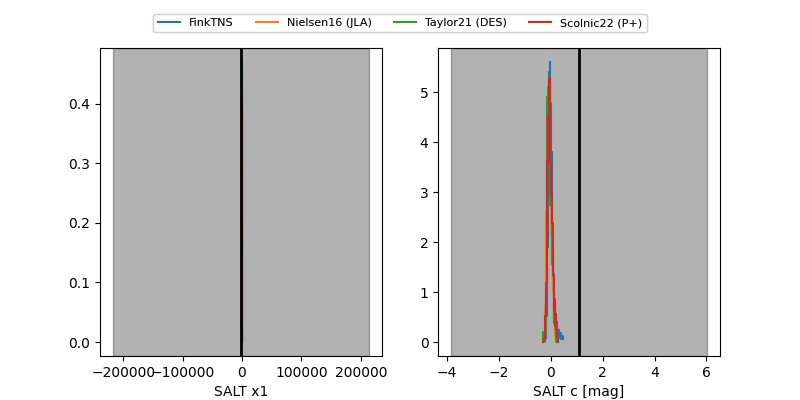 FinkTNS Nielsen16 (JLA) Taylor21 (DES) Scolnic22 (P+)
0.4
0.3
0.2
0.1
0.0
−200000 −100000 0 100000 200000
SALT x1
5
4
3
2
1
0
−4 −2 0 2 4 6
SALT c [mag]